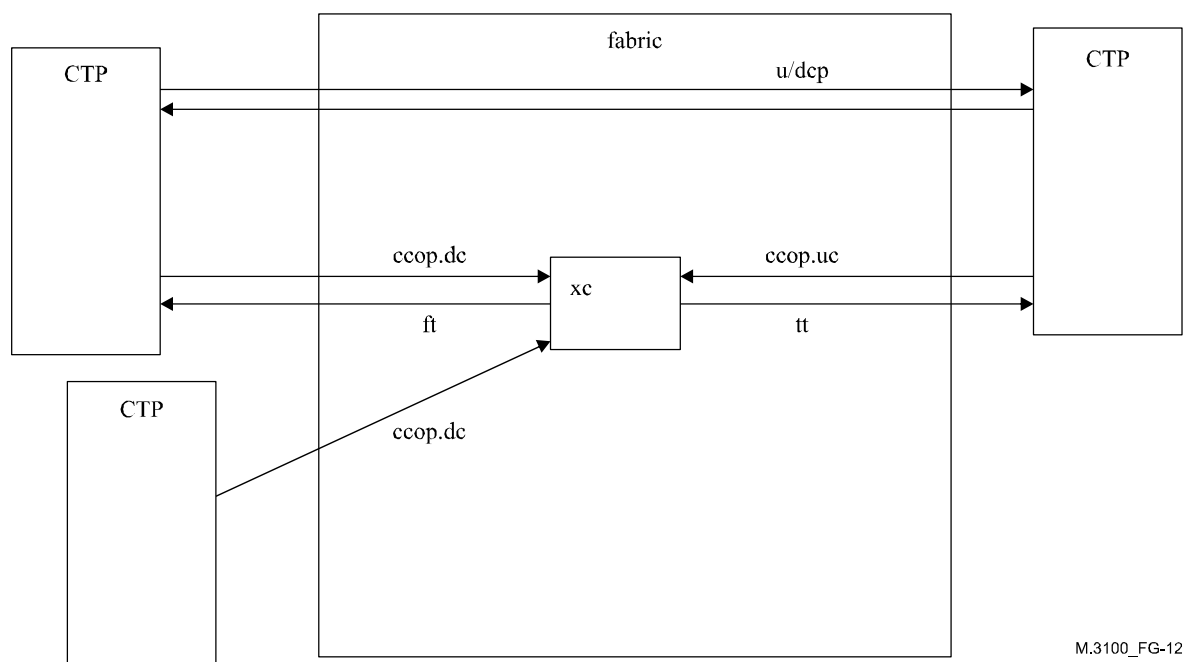 fabric
CTP
CTP
u/dcp
ccop.dc
ccop.uc
xc
ft
tt
CTP
ccop.dc
M.3100_FG-12